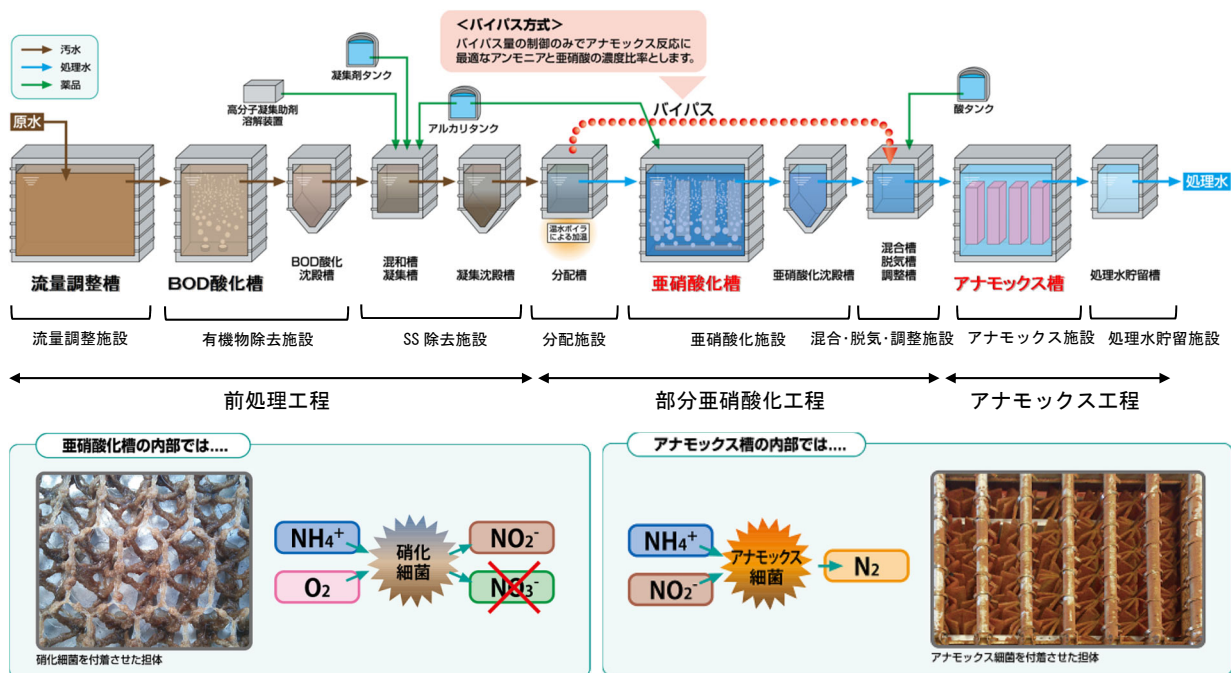 ＜バイパス方式＞
バイパス量の制御のみでアナモックス反応に
最適なアンモニアと亜硝酸の濃度比率とします。
汚水
処理水
薬品
凝集剤タンク
高分子凝集助剤
溶解装置
アルカリタンク
バイパス
酸タンク
原水
処理水
温水ボイラ
による加温
流量調整槽
BOD酸化槽
BOD酸化
沈殿槽
混和槽
凝集槽
凝集沈殿槽
分配槽
亜硝酸化槽
亜硝酸化沈殿槽
混合槽
脱気槽
調整槽
アナモックス槽
処理水貯留槽
流量調整施設
有機物除去施設
SS 除去施設
分配施設
亜硝酸化施設
混合・脱気・調整施設
アナモックス施設
処理水貯留施設
前処理工程
部分亜硝酸化工程
アナモックス工程
亜硝酸化槽の内部では....
NH4+
O2
硝化
細菌
NO2-
NO3-
硝化細菌を付着させた担体
アナモックス槽の内部では....
NH4+
NO2-
アナモックス
細菌
N2
アナモックス細菌を付着させた担体